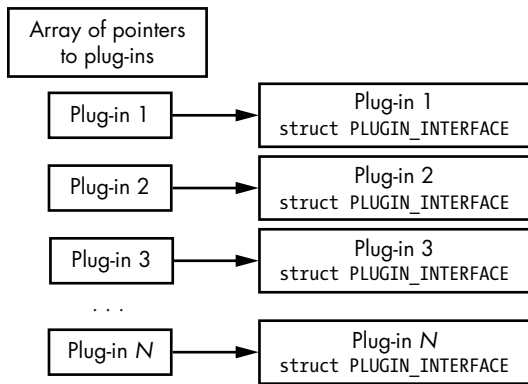 Array of pointers
to plug-ins
Plug-in 1
Plug-in 1
struct PLUGIN_INTERFACE
Plug-in 2
Plug-in 2
struct PLUGIN_INTERFACE
Plug-in 3
Plug-in 3
struct PLUGIN_INTERFACE
. . .
Plug-in N
Plug-in N
struct PLUGIN_INTERFACE